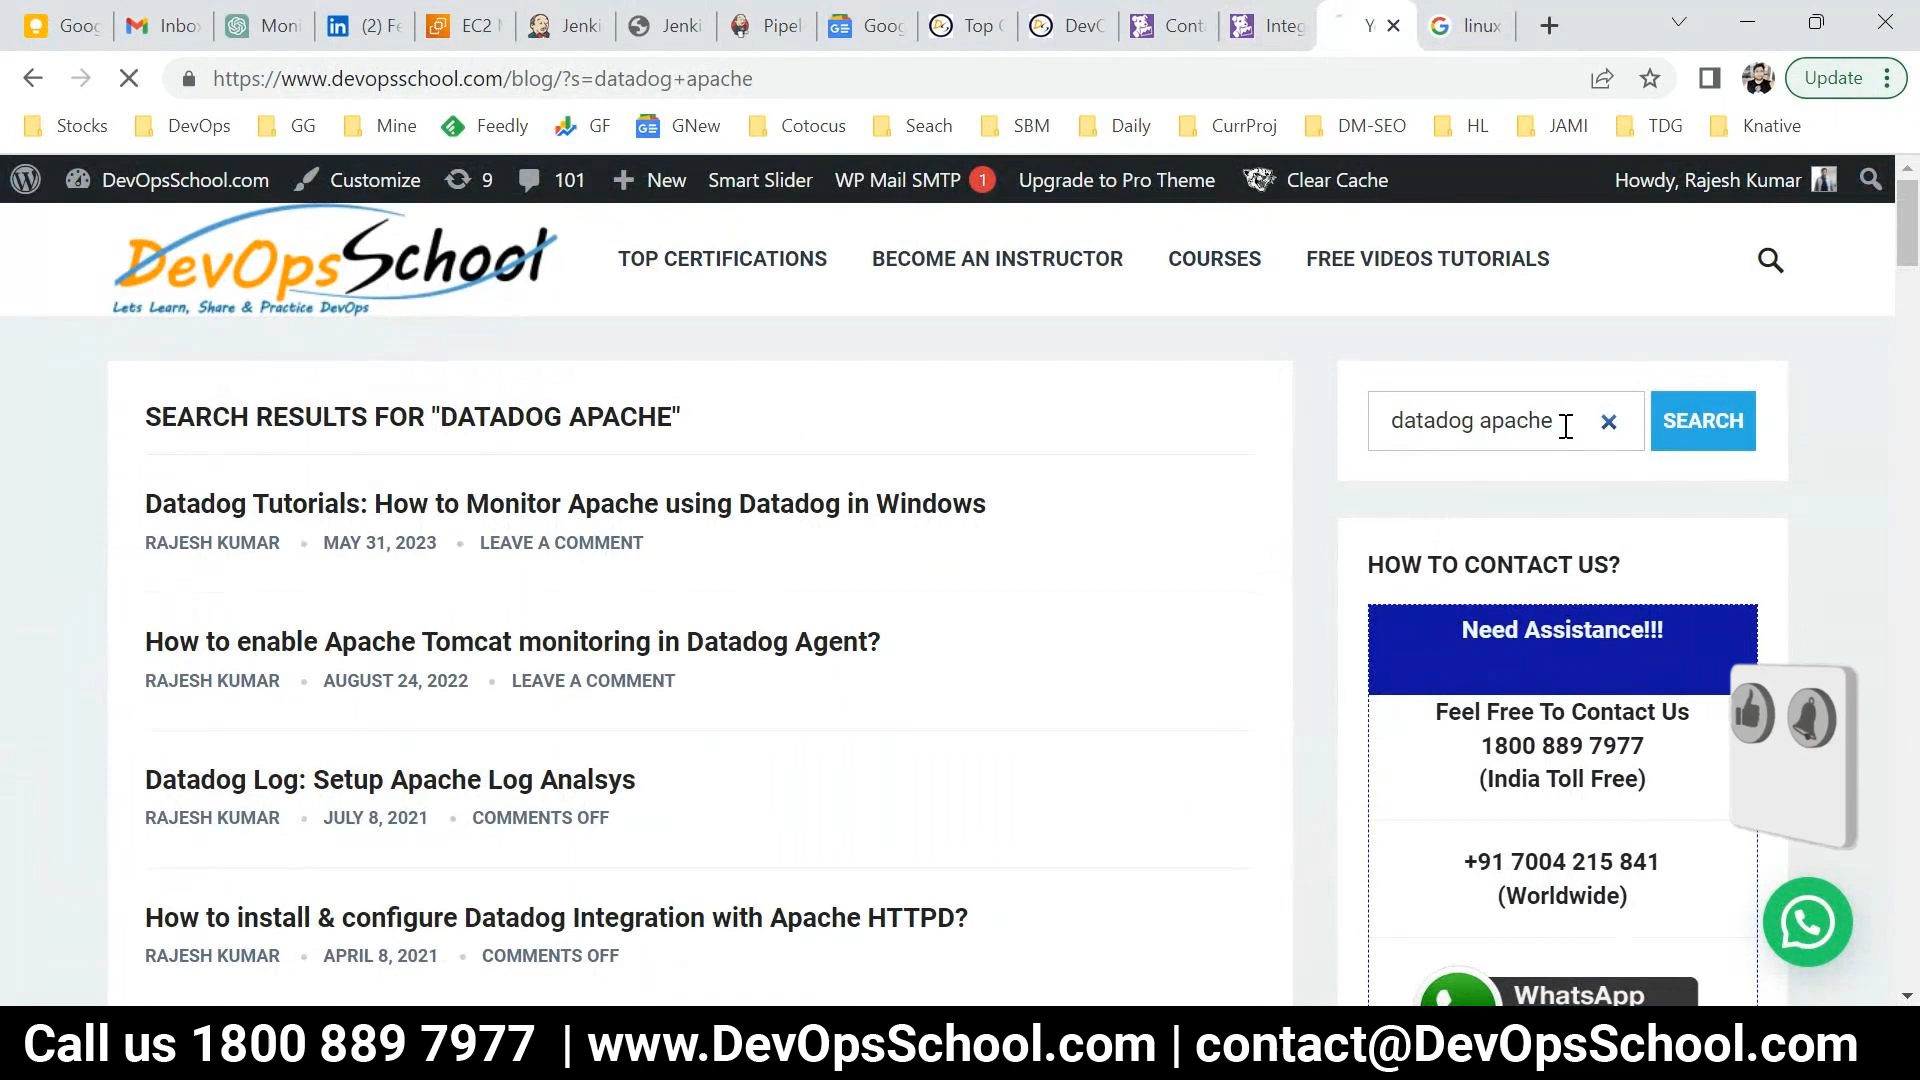 Goog Inbo Moni (2) Fe EC2 Jenki Jenki Pipel Goog Top DevO Cont Integ Y linux
https://www.devopsschool.com/blog/?s=datadog+apache Update
Stocks DevOps GG Mine Feedly GF GNew Cotocus Seach SBM Daily CurrProj DM-SEO HL JAMI TDG Knative
DevOpsSchool.com Customize 9 101 New Smart Slider WP Mail SMTP 1 Upgrade to Pro Theme Clear Cache Howdy, Rajesh Kumar
DevOpsSchool
Lets Learn, Share & Practice DevOps
TOP CERTIFICATIONS BECOME AN INSTRUCTOR COURSES FREE VIDEOS TUTORIALS
SEARCH RESULTS FOR "DATADOG APACHE"
Datadog Tutorials: How to Monitor Apache using Datadog in Windows
RAJESH KUMAR • MAY 31, 2023 • LEAVE A COMMENT
How to enable Apache Tomcat monitoring in Datadog Agent?
RAJESH KUMAR • AUGUST 24, 2022 • LEAVE A COMMENT
Datadog Log: Setup Apache Log Analsys
RAJESH KUMAR • JULY 8, 2021 • COMMENTS OFF
How to install & configure Datadog Integration with Apache HTTPD?
RAJESH KUMAR • APRIL 8, 2021 • COMMENTS OFF
datadog apache SEARCH
HOW TO CONTACT US?
Need Assistance!!!
Feel Free To Contact Us
1800 889 7977
(India Toll Free)
+91 7004 215 841
(Worldwide)
WhatsApp
Call us 1800 889 7977 | www.DevOpsSchool.com | contact@DevOpsSchool.com